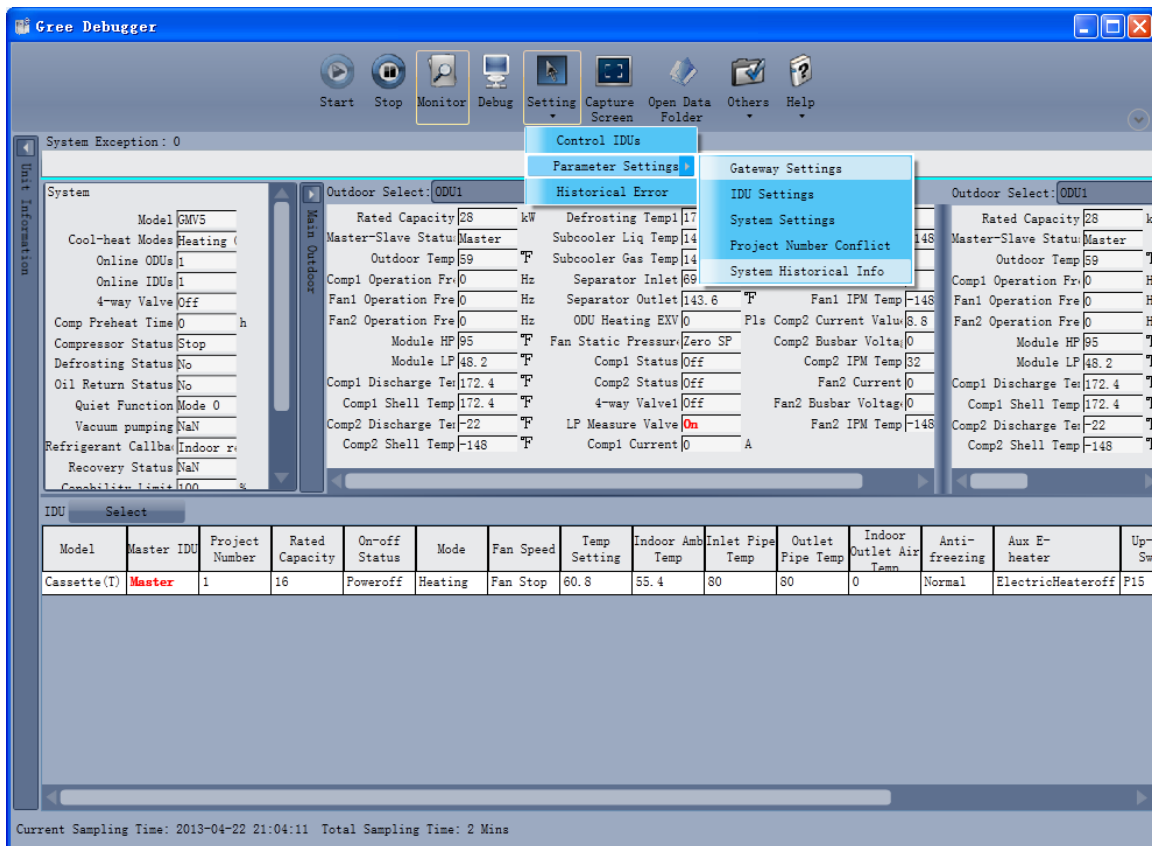 Gree Debugger
Start Stop Monitor Debug Setting Capture Screen Open Data Folder Others Help
System Exception: 0
Control IDUs
Parameter Settings
Historical Error
Gateway Settings
IDU Settings
System Settings
Project Number Conflict
System Historical Info
Unit Information
System
Model GMV5
Cool-heat Modes Heating (
Online ODUs 1
Online IDUs 1
4-way Valve Off
Comp Preheat Time 0 h
Compressor Status Stop
Defrosting Status No
Oil Return Status No
Quiet Function Mode 0
Vacuum pumping NaN
Refrigerant Callba Indoor r
Recovery Status NaN
Capability Limit 100 %
Main Outdoor
Outdoor Select: ODU1
Rated Capacity 28 kW
Master-Slave Statu Master
Outdoor Temp 59 ℉
Comp1 Operation Fr 0 Hz
Fan1 Operation Fre 0 Hz
Fan2 Operation Fre 0 Hz
Module HP 95 ℉
Module LP 48.2 ℉
Comp1 Discharge Te 172.4 ℉
Comp1 Shell Temp 172.4 ℉
Comp2 Discharge Te -22 ℉
Comp2 Shell Temp -148 ℉
Defrosting Temp1 17
Subcooler Liq Temp 14
Subcooler Gas Temp 14
Separator Inlet 69
Separator Outlet 143.6 ℉
ODU Heating EXV 0 Pls
Fan Static Pressur Zero SP
Comp1 Status Off
Comp2 Status Off
4-way Valve1 Off
LP Measure Valve On
Comp1 Current 0 A
148
Fan1 IPM Temp -148
Comp2 Current Valu 8.8
Comp2 Busbar Volta 0
Comp2 IPM Temp 32
Fan2 Current 0
Fan2 Busbar Voltag 0
Fan2 IPM Temp -148
Outdoor Select: ODU1
Rated Capacity 28 k
Master-Slave Statu Master
Outdoor Temp 59
Comp1 Operation Fre 0 H
Fan1 Operation Fre 0 H
Fan2 Operation Fre 0 H
Module HP 95
Module LP 48.2
Comp1 Discharge Te 172.4
Comp1 Shell Temp 172.4
Comp2 Discharge Te -22
Comp2 Shell Temp -148
IDU Select
Model Master IDU Project Number Rated Capacity On-off Status Mode Fan Speed Temp Setting Indoor Amb Temp Inlet Pipe Temp Outlet Pipe Temp Indoor Outlet Air Temp Anti-freezing Aux E-heater Up- Sw
Cassette(T) Master 1 16 Poweroff Heating Fan Stop 60.8 55.4 80 80 0 Normal ElectricHeateroff P15
Current Sampling Time: 2013-04-22 21:04:11 Total Sampling Time: 2 Mins